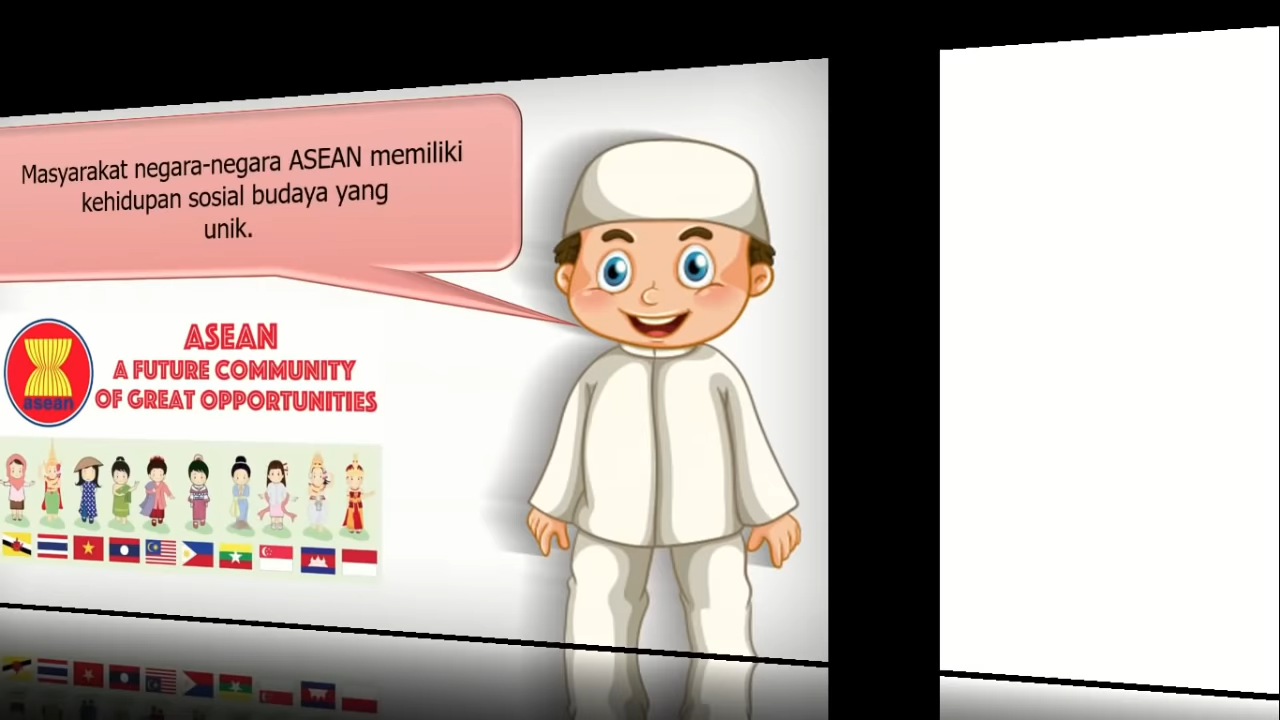 Masyarakat negara-negara ASEAN memiliki
kehidupan sosial budaya yang
unik.
ASEAN
A FUTURE COMMUNITY
OF GREAT OPPORTUNITIES
asean